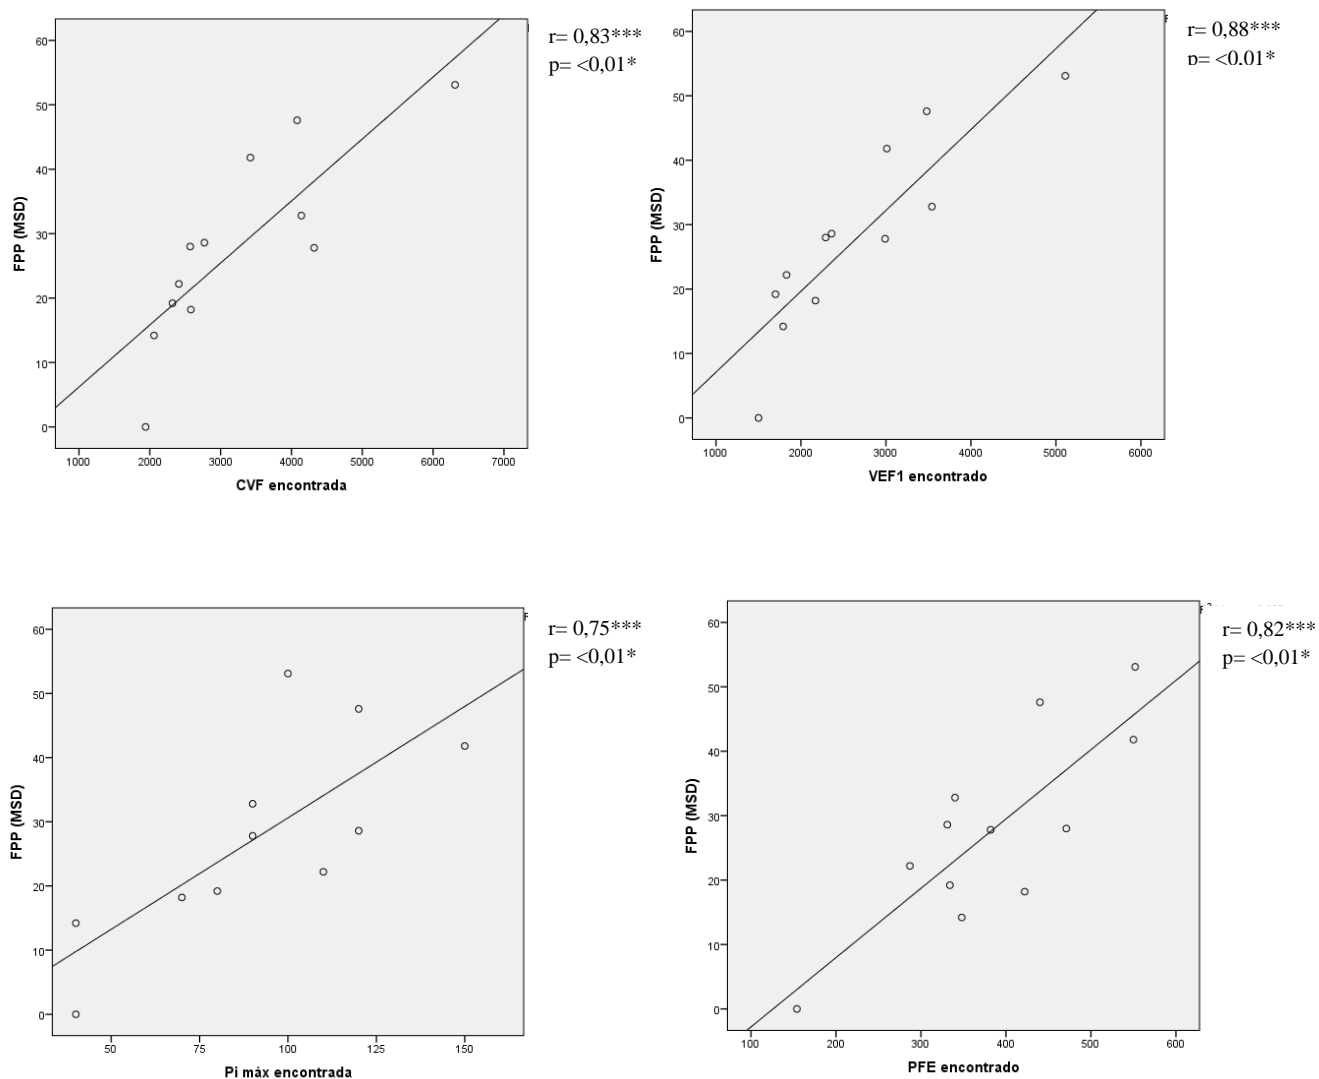 r= 0,83***
p= <0,01*
60
50
40
30
20
10
0
FPP (MSD)
1000 2000 3000 4000 5000 6000 7000
CVF encontrada
r= 0,88***
p= <0,01*
60
50
40
30
20
10
0
FPP (MSD)
1000 2000 3000 4000 5000 6000
VEF1 encontrado
r= 0,75***
p= <0,01*
60
50
40
30
20
10
0
FPP (MSD)
50 75 100 125 150
Pi máx encontrada
r= 0,82***
p= <0,01*
60
50
40
30
20
10
0
FPP (MSD)
100 200 300 400 500 600
PFE encontrado